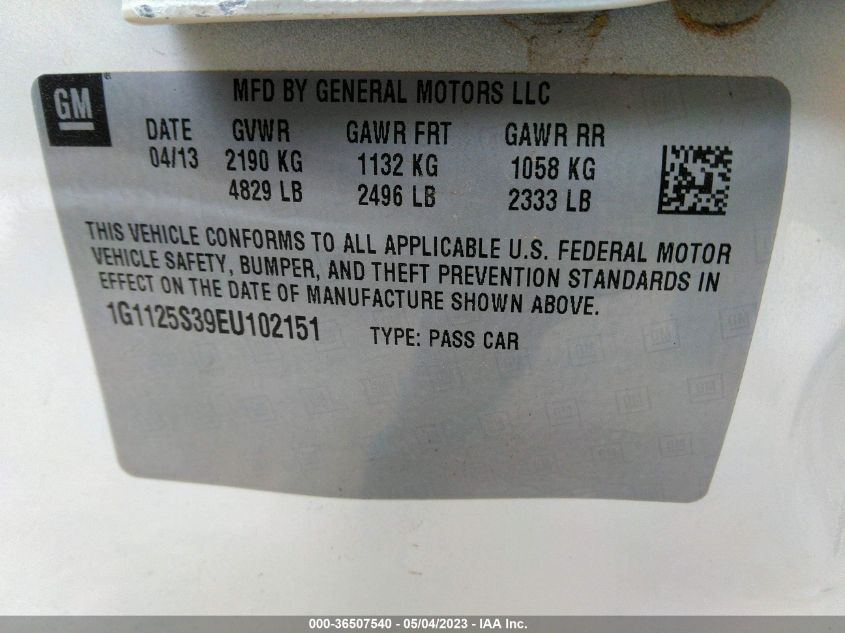 GM
MFD BY GENERAL MOTORS LLC
DATE GVWR GAWR FRT GAWR RR
04/13 2190 KG 1132 KG 1058 KG
4829 LB 2496 LB 2333 LB
THIS VEHICLE CONFORMS TO ALL APPLICABLE U.S. FEDERAL MOTOR
VEHICLE SAFETY, BUMPER, AND THEFT PREVENTION STANDARDS IN
EFFECT ON THE DATE OF MANUFACTURE SHOWN ABOVE.
1G1125S39EU102151 TYPE: PASS CAR
000-36507540 - 05/04/2023 - IAA Inc.